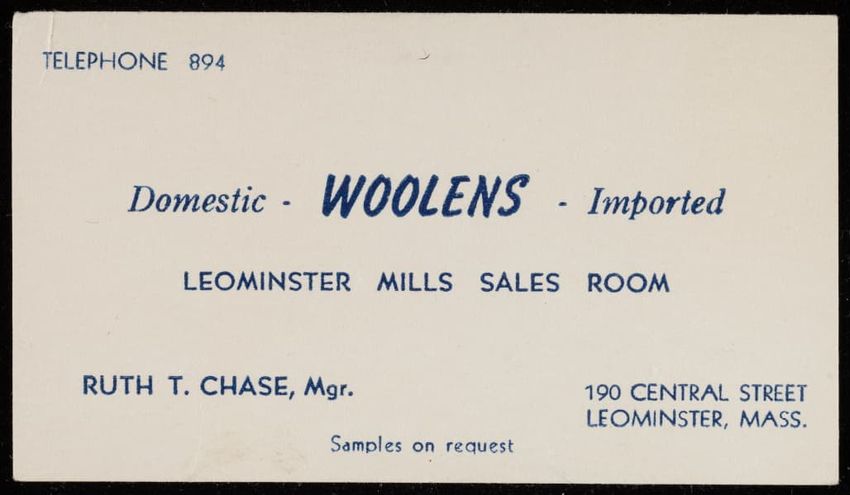 TELEPHONE 894
Domestic - WOOLENS - Imported
LEOMINSTER MILLS SALES ROOM
RUTH T. CHASE, Mgr.
190 CENTRAL STREET
LEOMINSTER, MASS.
Samples on request